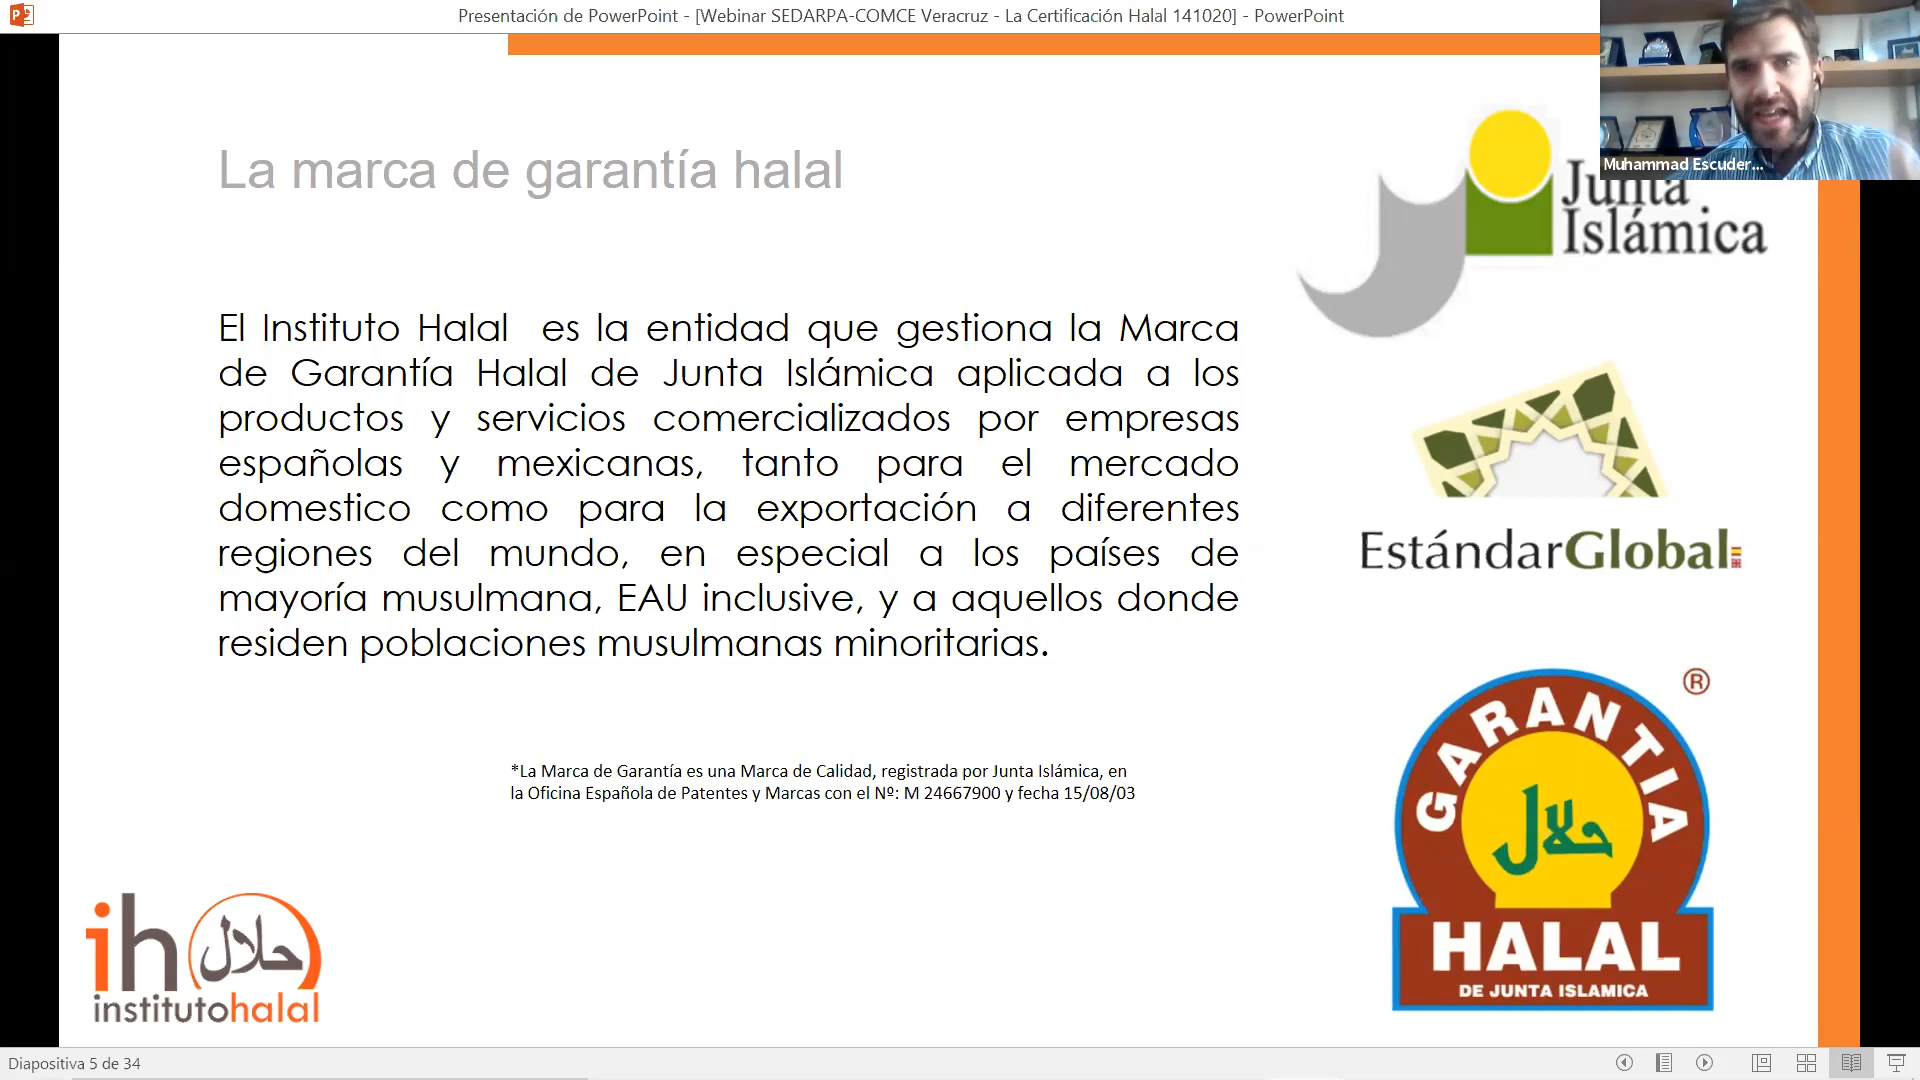 Presentación de PowerPoint - [Webinar SEDARPA-COMCE Veracruz - La Certificación Halal 141020] - PowerPoint
Muhammad Escuder...
La marca de garantía halal
Junta
Islámica
El Instituto Halal es la entidad que gestiona la Marca
de Garantía Halal de Junta Islámica aplicada a los
productos y servicios comercializados por empresas
españolas y mexicanas, tanto para el mercado
domestico como para la exportación a diferentes
regiones del mundo, en especial a los países de
mayoría musulmana, EAU inclusive, y a aquellos donde
residen poblaciones musulmanas minoritarias.
EstándarGlobal
*La Marca de Garantía es una Marca de Calidad, registrada por Junta Islámica, en
la Oficina Española de Patentes y Marcas con el Nº: M 24667900 y fecha 15/08/03
®
GARANTIA
حلال
HALAL
DE JUNTA ISLAMICA
ih حلال
institutohalal
Diapositiva 5 de 34